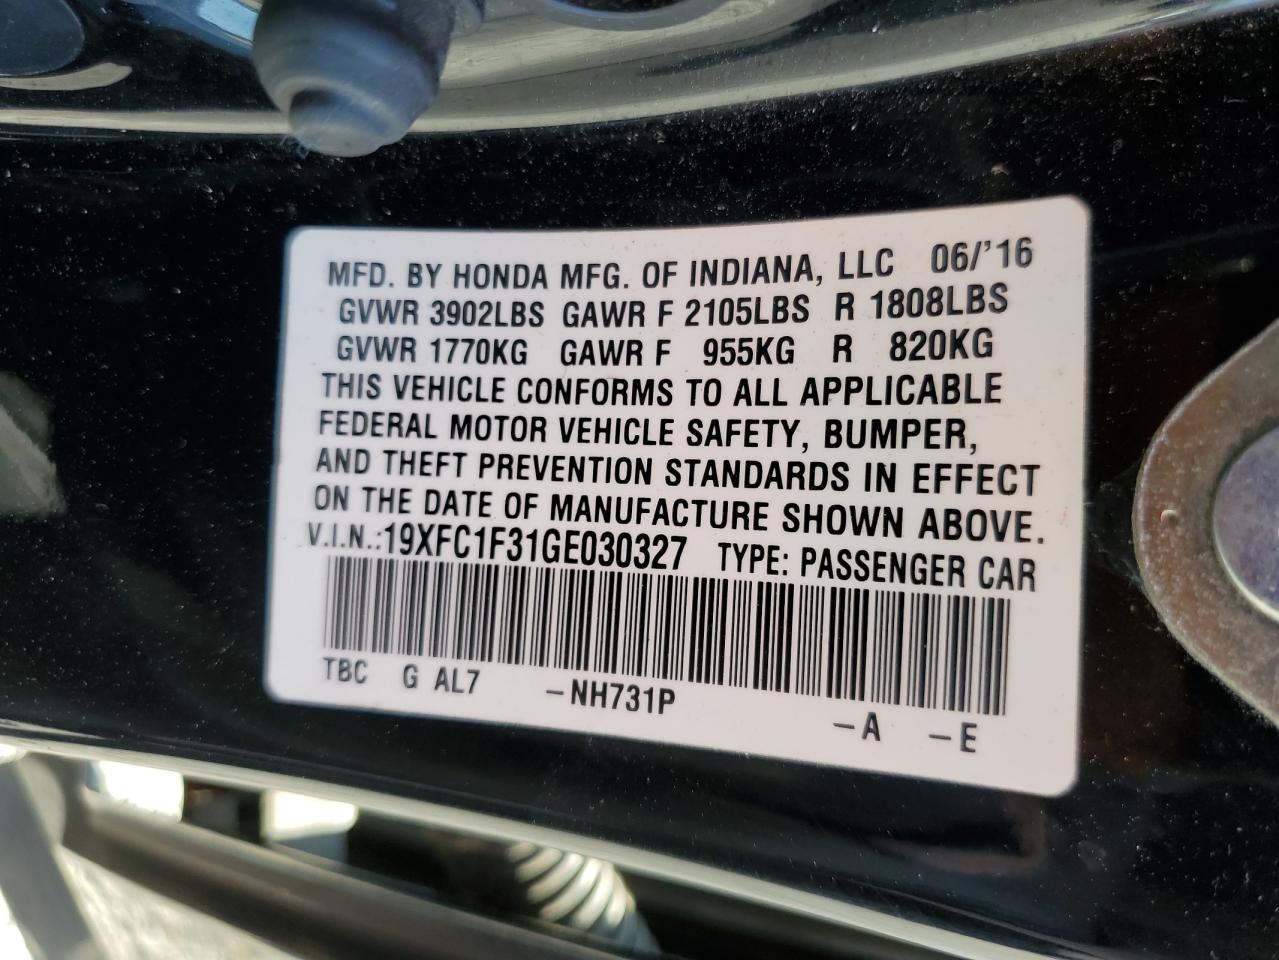 MFD. BY HONDA MFG. OF INDIANA, LLC 06/'16
GVWR 3902LBS GAWR F 2105LBS R 1808LBS
GVWR 1770KG GAWR F 955KG R 820KG
THIS VEHICLE CONFORMS TO ALL APPLICABLE
FEDERAL MOTOR VEHICLE SAFETY, BUMPER,
AND THEFT PREVENTION STANDARDS IN EFFECT
ON THE DATE OF MANUFACTURE SHOWN ABOVE.
V.I.N.:19XFC1F31GE030327 TYPE: PASSENGER CAR
TBC G AL7 -NH731P -A -E